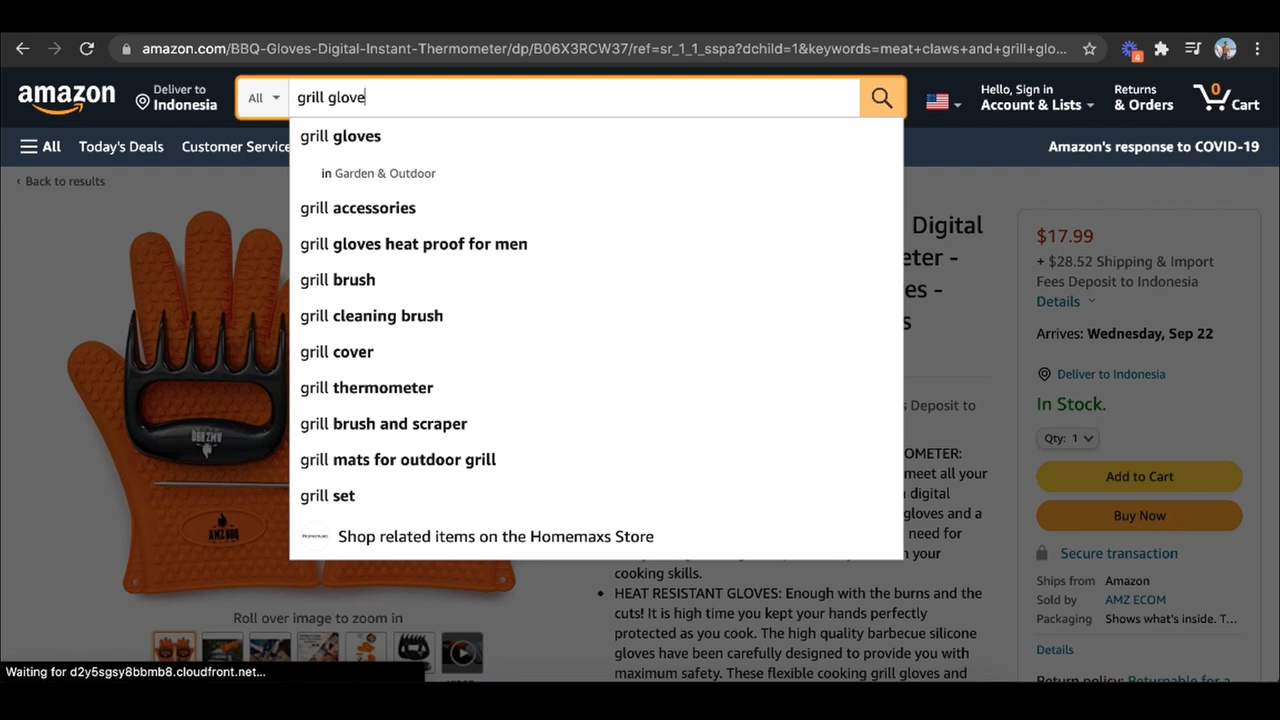 amazon.com/BBQ-Gloves-Digital-Instant-Thermometer/dp/B06X3RCW37/ref=sr_1_1_sspa?dchild=1&keywords=meat+claws+and+grill+glo...
4
amazon
Deliver to
Indonesia
All
grill glove
Hello, Sign in
Account & Lists
Returns
& Orders
0
Cart
All
Today's Deals
Customer Service
Amazon's response to COVID-19
‹ Back to results
grill gloves
in Garden & Outdoor
grill accessories
grill gloves heat proof for men
grill brush
grill cleaning brush
grill cover
grill thermometer
grill brush and scraper
grill mats for outdoor grill
grill set
Shop related items on the Homemaxs Store
Homemaxs
Digital
eter -
es -
s
s Deposit to
OMETER:
meet all your
digital
gloves and a
need for
your
cooking skills.
• HEAT RESISTANT GLOVES: Enough with the burns and the
cuts! It is high time you kept your hands perfectly
protected as you cook. The high quality barbecue silicone
gloves have been carefully designed to provide you with
maximum safety. These flexible cooking grill gloves and
$17.99
+ $28.52 Shipping & Import
Fees Deposit to Indonesia
Details
Arrives: Wednesday, Sep 22
Deliver to Indonesia
In Stock.
Qty: 1
Add to Cart
Buy Now
Secure transaction
Ships from Amazon
Sold by AMZ ECOM
Packaging Shows what's inside. T...
Details
Return policy: Returnable for a
AMZ BBQ
AMZ BBQ
Roll over image to zoom in
Waiting for d2y5sgsy8bbmb8.cloudfront.net...